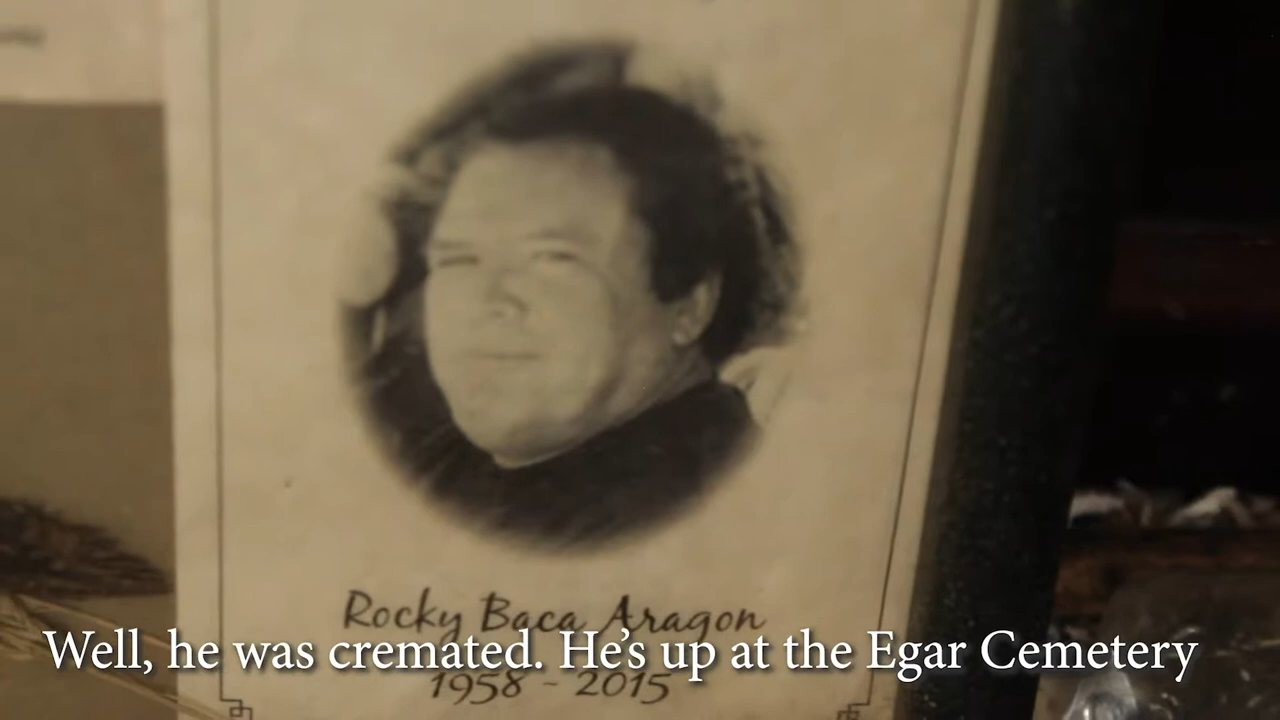 Rocky Baca Aragon
Well, he was cremated. He's up at the Egar Cemetery
1958 - 2015